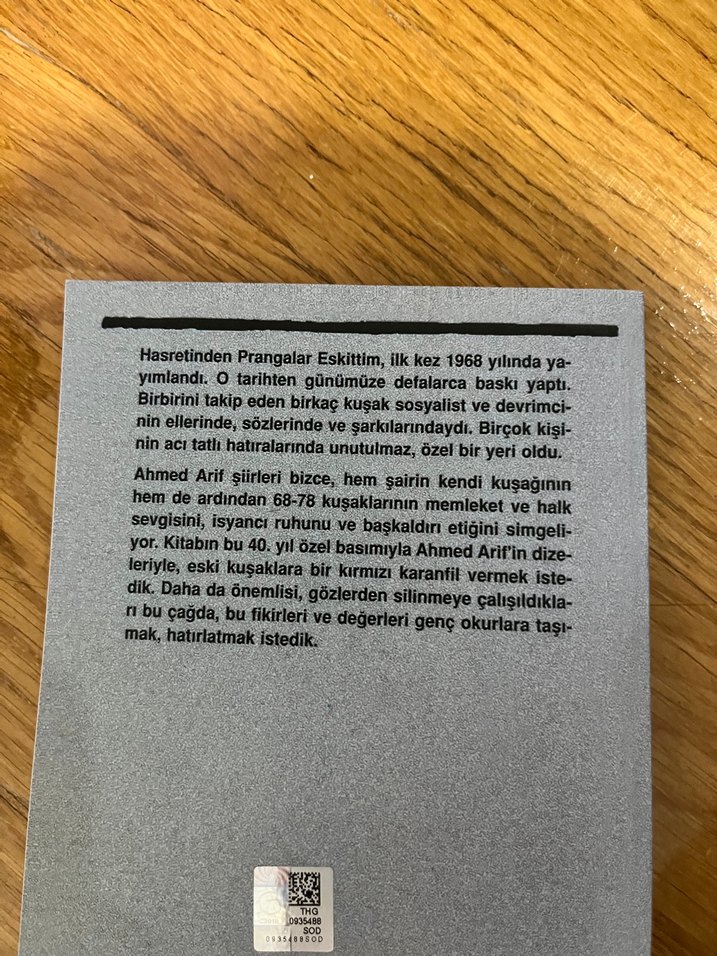 Hasretinden Prangalar Eskittim, ilk kez 1968 yılında ya-
yımlandı. O tarihten günümüze defalarca baskı yaptı.
Birbirini takip eden birkaç kuşak sosyalist ve devrimci-
nin ellerinde, sözlerinde ve şarkılarındaydı. Birçok kişi-
nin acı tatlı hatıralarında unutulmaz, özel bir yeri oldu.
Ahmed Arif şiirleri bizce, hem şairin kendi kuşağının
hem de ardından 68-78 kuşaklarının memleket ve halk
sevgisini, isyancı ruhunu ve başkaldırı etiğini simgeli-
yor. Kitabın bu 40. yıl özel basımıyla Ahmed Arif'in dize-
leriyle, eski kuşaklara bir kırmızı karanfil vermek iste-
dik. Daha da önemlisi, gözlerden silinmeye çalışıldıkla-
rı bu çağda, bu fikirleri ve değerleri genç okurlara taşı-
mak, hatırlatmak istedik.
THG
0935488
SOD
0935488SOD